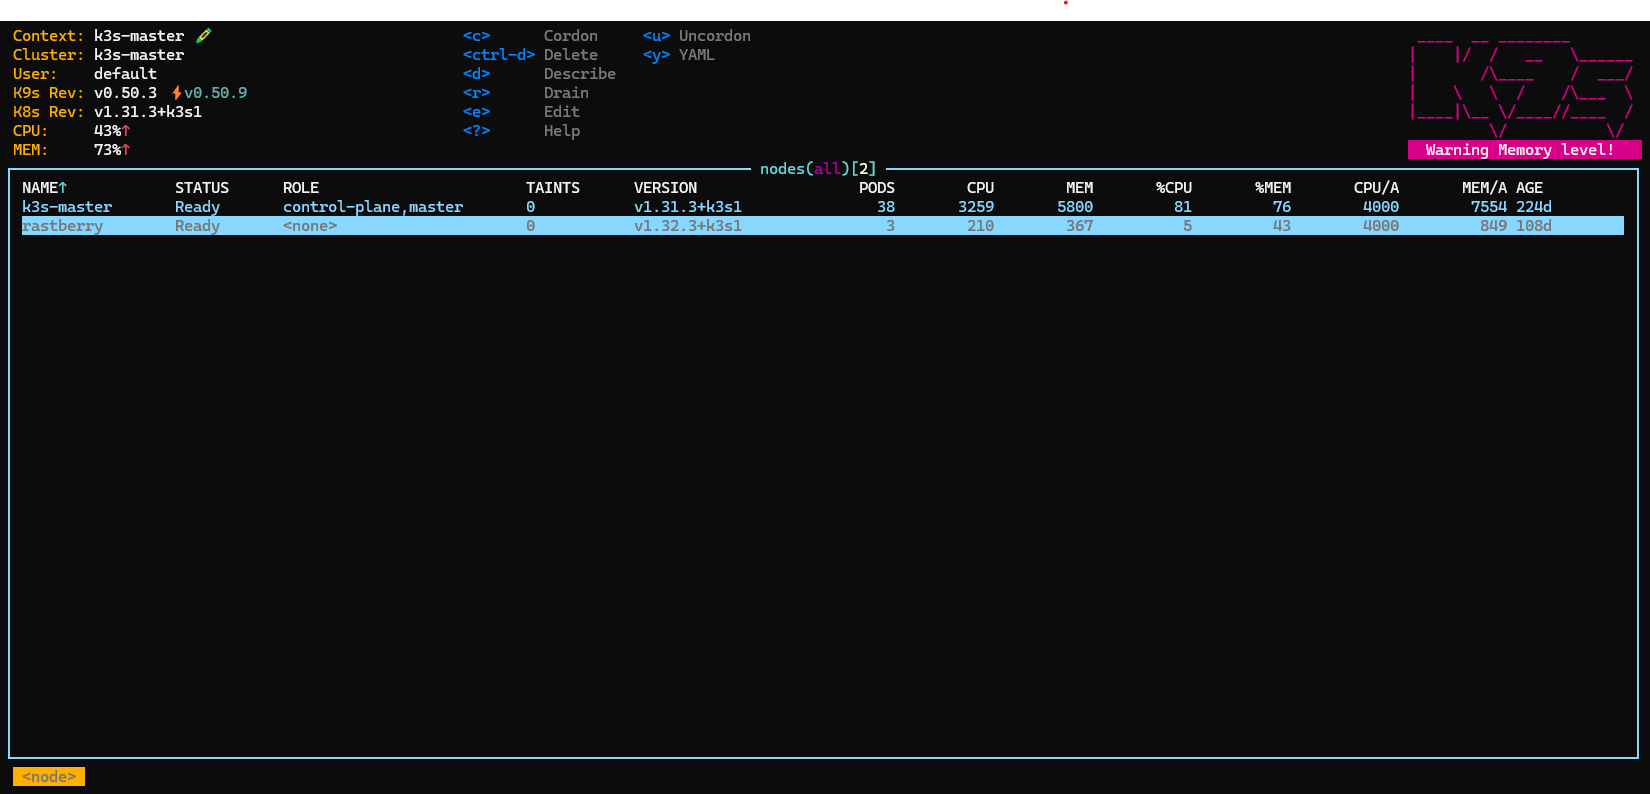 Context: k3s-master
<c> Cordon <u> Uncordon
Cluster: k3s-master
<ctrl-d> Delete <y> YAML
User: default
<d> Describe
K9s Rev: v0.50.3 ⚡v0.50.9
<r> Drain
K8s Rev: v1.31.3+k3s1
<e> Edit
CPU: 43%↑
<?> Help
MEM: 73%↑
Warning Memory level!
nodes(all)[2]
NAME↑ STATUS ROLE TAINTS VERSION PODS CPU MEM %CPU %MEM CPU/A MEM/A AGE
k3s-master Ready control-plane,master 0 v1.31.3+k3s1 38 3259 5800 81 76 4000 7554 224d
rastberry Ready <none> 0 v1.32.3+k3s1 3 210 367 5 43 4000 849 108d
<node>